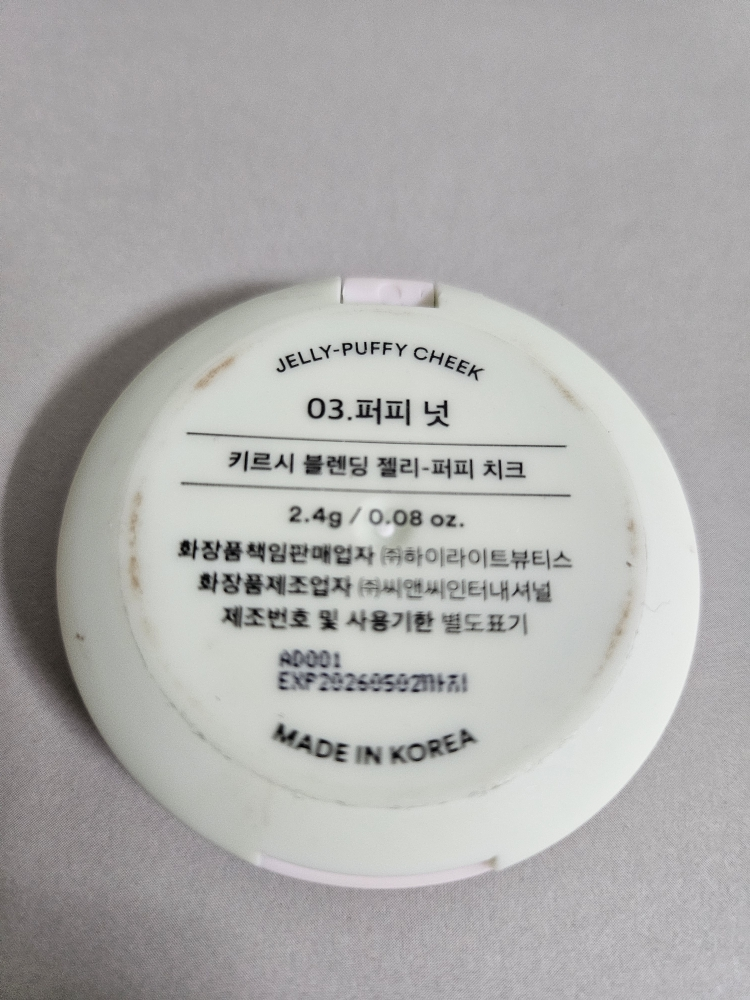 JELLY-PUFFY CHEEK
03.퍼피 넛
키르시 블렌딩 젤리-퍼피 치크
2.4g / 0.08 oz.
화장품책임판매업자 ㈜하이라이트뷰티스
화장품제조업자 ㈜씨앤씨인터내셔널
제조번호 및 사용기한 별도표기
AD001
EXP20260502까지
MADE IN KOREA